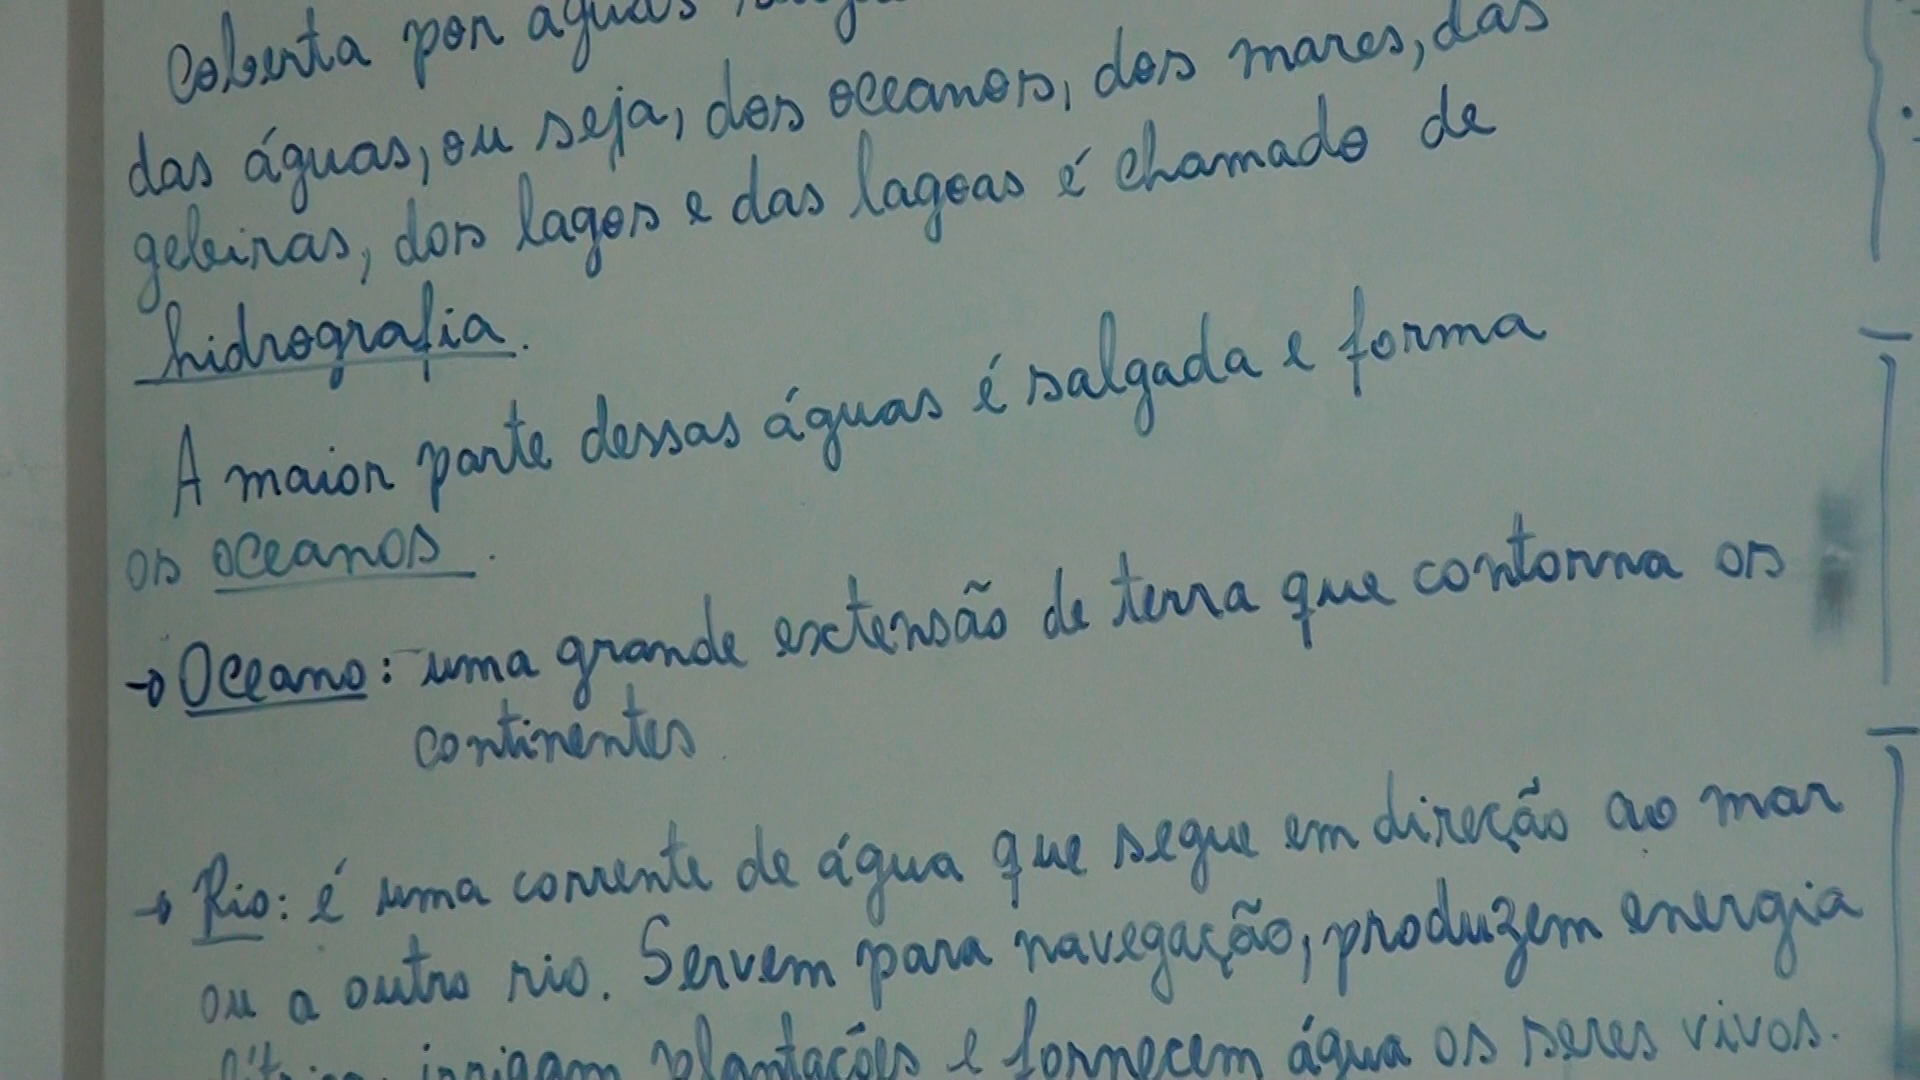 Coberta por águas
das águas, ou seja, dos oceanos, dos mares, das
geleiras, dos lagos e das lagoas é chamado de
hidrografia.
A maior parte dessas águas é salgada e forma
os oceanos.
→ Oceano: uma grande extensão de terra que contorna os
continentes
→ Rio: é uma corrente de água que segue em direção ao mar
ou a outro rio. Servem para navegação, produzem energia
irrigam plantações e fornecem água os seres vivos.